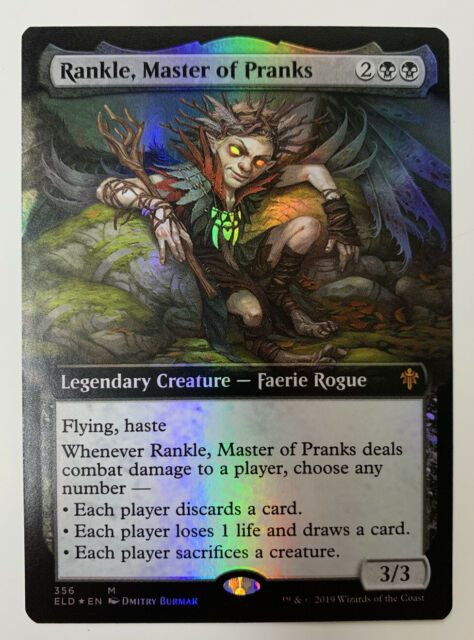 Rankle, Master of Pranks 2
Legendary Creature — Faerie Rogue
Flying, haste
Whenever Rankle, Master of Pranks deals
combat damage to a player, choose any
number —
• Each player discards a card.
• Each player loses 1 life and draws a card.
• Each player sacrifices a creature.
3/3
356 M
ELD ★ EN Dmitry Burmak & 2019 Wizards of the Coast